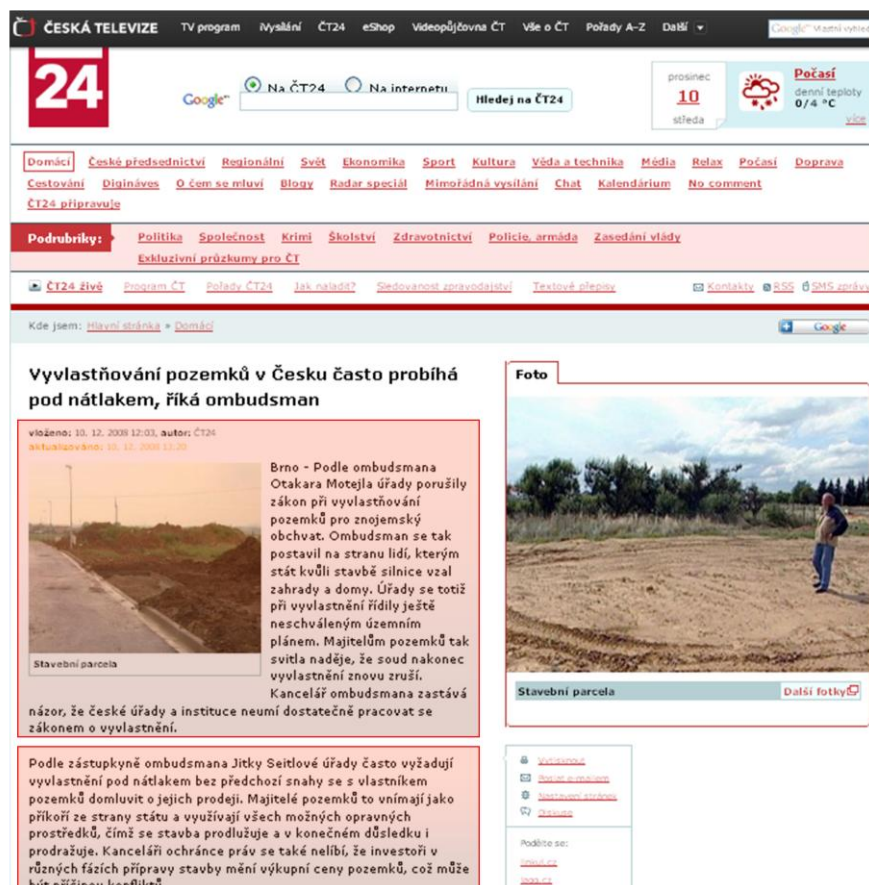 ČESKÁ TELEVIZE TV program iVysílání ČT24 eShop Videopůjčovna ČT Vše o ČT Pořady A-Z Další
24
Google Na ČT24 Na internetu
Hledej na ČT24
prosinec
10
středa
Počasí
denní teploty
0/4 °C
více
Domácí České předsednictví Regionální Svět Ekonomika Sport Kultura Věda a technika Média Relax Počasí Doprava
Cestování Digináves O čem se mluví Blogy Radar speciál Mimořádná vysílání Chat Kalendárium No comment
ČT24 připravuje
Podrubriky: Politika Společnost Krimi Školství Zdravotnictví Policie, armáda Zasedání vlády
Exkluzivní průzkumy pro ČT
ČT24 živě Program ČT Pořady ČT24 Jak naladit? Sledovanost zpravodajství Textové přepisy Kontakty RSS SMS zprávy
Kde jsem: Hlavní stránka » Domácí Google
Vyvlastňování pozemků v Česku často probíhá
pod nátlakem, říká ombudsman
vloženo: 10. 12. 2008 12:03, autor: ČT24
aktualizováno: 10. 12. 2008 12:20
Brno - Podle ombudsmana
Otakara Motejla úřady porušily
zákon při vyvlastňování
pozemků pro znojemský
obchvat. Ombudsman se tak
postavil na stranu lidí, kterým
stát kvůli stavbě silnice vzal
zahrady a domy. Úřady se totiž
při vyvlastnění řídily ještě
neschváleným územním
plánem. Majitelům pozemků tak
svitla naděje, že soud nakonec
vyvlastnění znovu zruší.
Kancelář ombudsmana zastává
názor, že české úřady a instituce neumí dostatečně pracovat se
zákonem o vyvlastnění.
Stavební parcela
Podle zástupkyně ombudsmana Jitky Seitlové úřady často vyžadují
vyvlastnění pod nátlakem bez předchozí snahy se s vlastníkem
pozemků domluvit o jejich prodeji. Majitelé pozemků to vnímají jako
příkoří ze strany státu a využívají všech možných opravných
prostředků, čímž se stavba prodlužuje a v konečném důsledku i
prodražuje. Kanceláři ochránce práv se také nelíbí, že investoři v
různých fázích přípravy stavby mění výkupní ceny pozemků, což může
být příčinou konfliktů.
Foto
Stavební parcela Další fotky
Vytisknout
Poslat e-mailem
Nastavení stránek
Diskuse
Podělte se:
linkuj.cz
jagg.cz